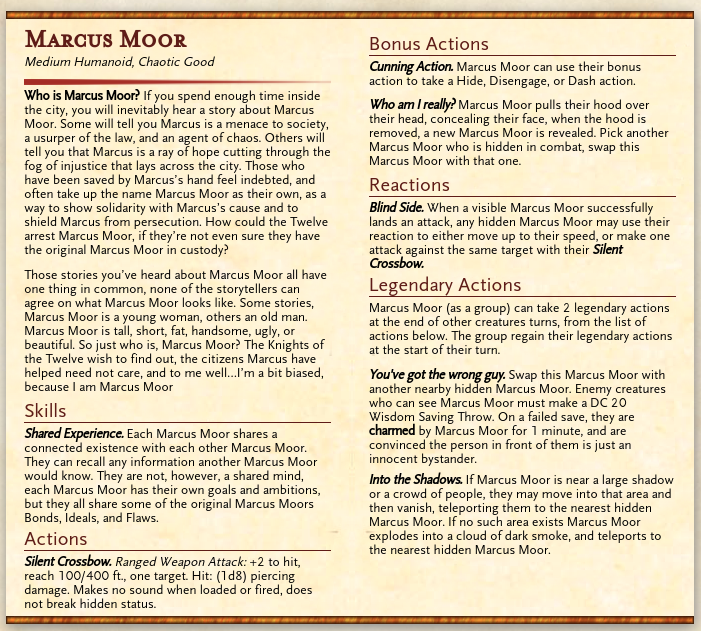 Marcus Moor
Medium Humanoid, Chaotic Good
Who is Marcus Moor? If you spend enough time inside
the city, you will inevitably hear a story about Marcus
Moor. Some will tell you Marcus is a menace to society,
a usurper of the law, and an agent of chaos. Others will
tell you that Marcus is a ray of hope cutting through the
fog of injustice that lays across the city. Those who
have been saved by Marcus's hand feel indebted, and
often take up the name Marcus Moor as their own, as a
way to show solidarity with Marcus's cause and to
shield Marcus from persecution. How could the Twelve
arrest Marcus Moor, if they're not even sure they have
the original Marcus Moor in custody?
Those stories you've heard about Marcus Moor all have
one thing in common, none of the storytellers can
agree on what Marcus Moor looks like. Some stories,
Marcus Moor is a young woman, others an old man.
Marcus Moor is tall, short, fat, handsome, ugly, or
beautiful. So just who is, Marcus Moor? The Knights of
the Twelve wish to find out, the citizens Marcus have
helped need not care, and to me well...I'm a bit biased,
because I am Marcus Moor
Skills
Shared Experience. Each Marcus Moor shares a
connected existence with each other Marcus Moor.
They can recall any information another Marcus Moor
would know. They are not, however, a shared mind,
each Marcus Moor has their own goals and ambitions,
but they all share some of the original Marcus Moors
Bonds, Ideals, and Flaws.
Actions
Silent Crossbow. Ranged Weapon Attack: +2 to hit,
reach 100/400 ft., one target. Hit: (1d8) piercing
damage. Makes no sound when loaded or fired, does
not break hidden status.
Bonus Actions
Cunning Action. Marcus Moor can use their bonus
action to take a Hide, Disengage, or Dash action.
Who am I really? Marcus Moor pulls their hood over
their head, concealing their face, when the hood is
removed, a new Marcus Moor is revealed. Pick another
Marcus Moor who is hidden in combat, swap this
Marcus Moor with that one.
Reactions
Blind Side. When a visible Marcus Moor successfully
lands an attack, any hidden Marcus Moor may use their
reaction to either move up to their speed, or make one
attack against the same target with their Silent
Crossbow.
Legendary Actions
Marcus Moor (as a group) can take 2 legendary actions
at the end of other creatures turns, from the list of
actions below. The group regain their legendary actions
at the start of their turn.
You've got the wrong guy. Swap this Marcus Moor with
another nearby hidden Marcus Moor. Enemy creatures
who can see Marcus Moor must make a DC 20
Wisdom Saving Throw. On a failed save, they are
charmed by Marcus Moor for 1 minute, and are
convinced the person in front of them is just an
innocent bystander.
Into the Shadows. If Marcus Moor is near a large shadow
or a crowd of people, they may move into that area and
then vanish, teleporting them to the nearest hidden
Marcus Moor. If no such area exists Marcus Moor
explodes into a cloud of dark smoke, and teleports to
the nearest hidden Marcus Moor.